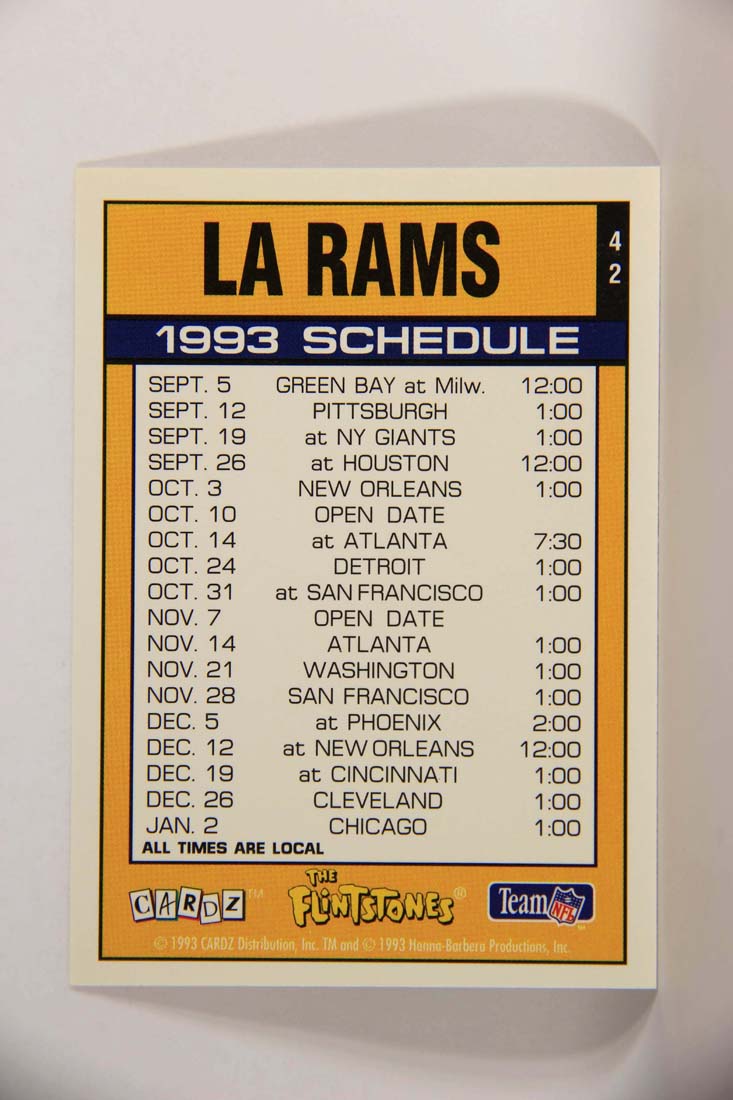 LA RAMS
4
2
1993 SCHEDULE
SEPT. 5 GREEN BAY at Milw. 12:00
SEPT. 12 PITTSBURGH 1:00
SEPT. 19 at NY GIANTS 1:00
SEPT. 26 at HOUSTON 12:00
OCT. 3 NEW ORLEANS 1:00
OCT. 10 OPEN DATE
OCT. 14 at ATLANTA 7:30
OCT. 24 DETROIT 1:00
OCT. 31 at SAN FRANCISCO 1:00
NOV. 7 OPEN DATE
NOV. 14 ATLANTA 1:00
NOV. 21 WASHINGTON 1:00
NOV. 28 SAN FRANCISCO 1:00
DEC. 5 at PHOENIX 2:00
DEC. 12 at NEW ORLEANS 12:00
DEC. 19 at CINCINNATI 1:00
DEC. 26 CLEVELAND 1:00
JAN. 2 CHICAGO 1:00
ALL TIMES ARE LOCAL
CARDZ™
THE
FLINTSTONES®
Team NFL ™
© 1993 CARDZ Distribution, Inc. TM and © 1993 Hanna-Barbera Productions, Inc.